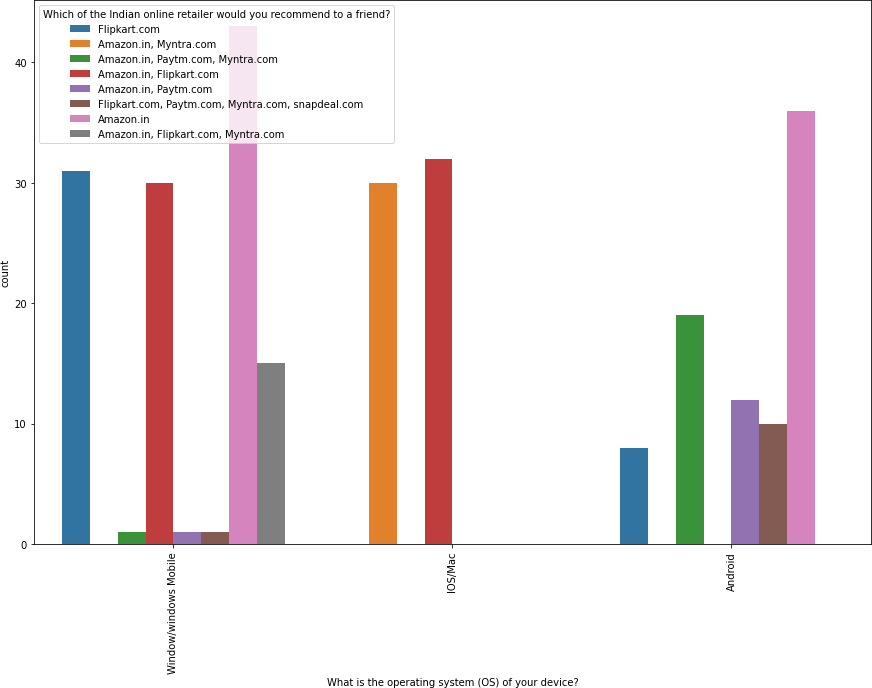 Which of the Indian online retailer would you recommend to a friend?
Flipkart.com
Amazon.in, Myntra.com
Amazon.in, Paytm.com, Myntra.com
Amazon.in, Flipkart.com
Amazon.in, Paytm.com
Flipkart.com, Paytm.com, Myntra.com, snapdeal.com
Amazon.in
Amazon.in, Flipkart.com, Myntra.com
40
30
20
10
0
count
Window/windows Mobile
IOS/Mac
Android
What is the operating system (OS) of your device?